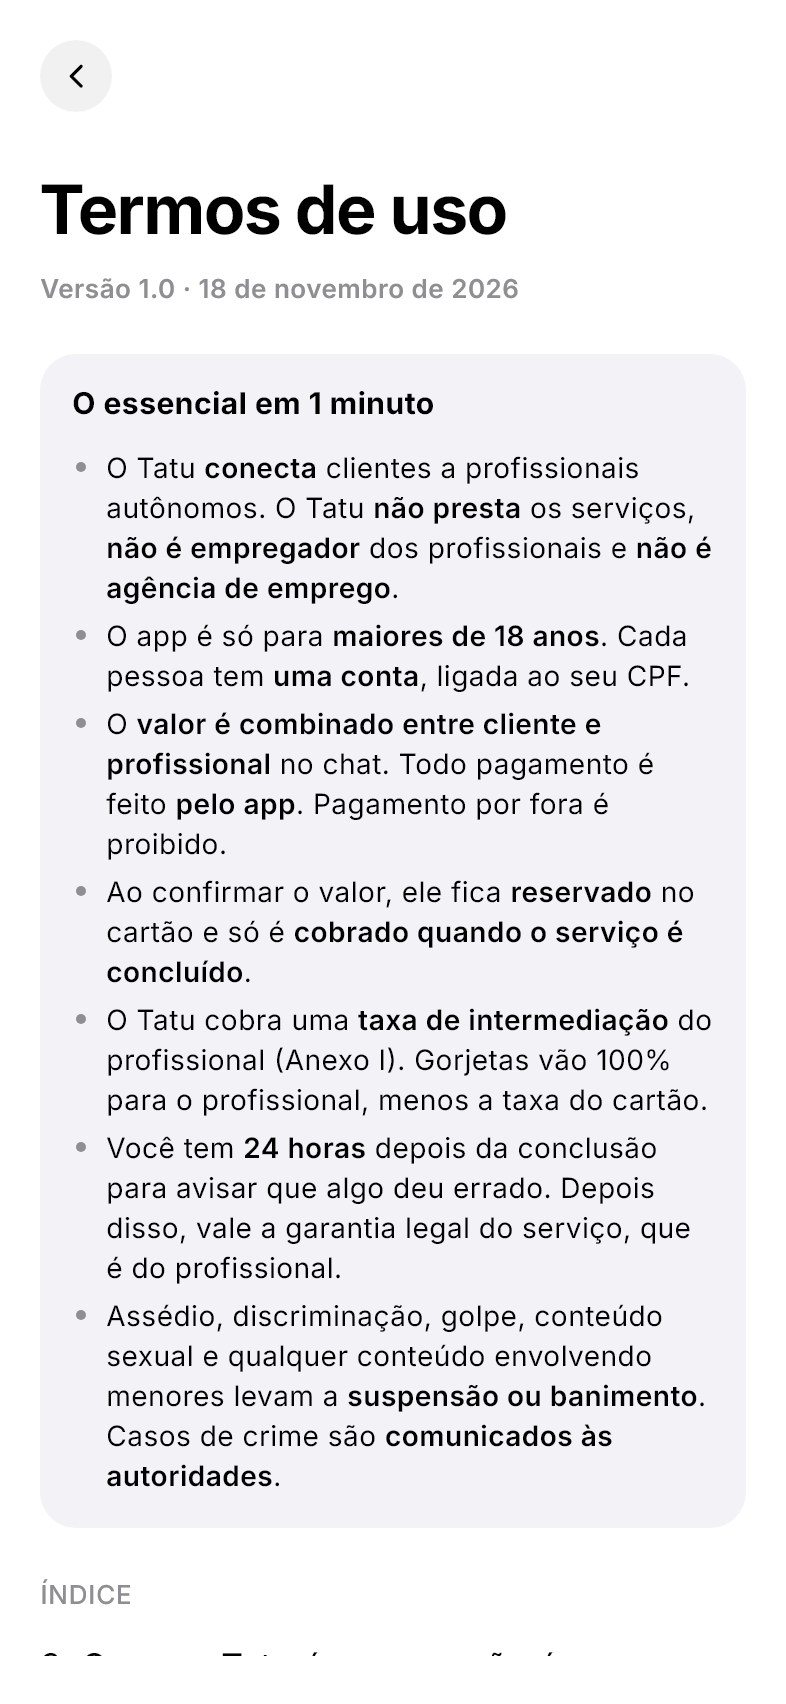 Termos de uso
Versão 1.0 · 18 de novembro de 2026
O essencial em 1 minuto
• O Tatu conecta clientes a profissionais
autônomos. O Tatu não presta os serviços,
não é empregador dos profissionais e não é
agência de emprego.
• O app é só para maiores de 18 anos. Cada
pessoa tem uma conta, ligada ao seu CPF.
• O valor é combinado entre cliente e
profissional no chat. Todo pagamento é
feito pelo app. Pagamento por fora é
proibido.
• Ao confirmar o valor, ele fica reservado no
cartão e só é cobrado quando o serviço é
concluído.
• O Tatu cobra uma taxa de intermediação do
profissional (Anexo I). Gorjetas vão 100%
para o profissional, menos a taxa do cartão.
• Você tem 24 horas depois da conclusão
para avisar que algo deu errado. Depois
disso, vale a garantia legal do serviço, que
é do profissional.
• Assédio, discriminação, golpe, conteúdo
sexual e qualquer conteúdo envolvendo
menores levam a suspensão ou banimento.
Casos de crime são comunicados às
autoridades.
ÍNDICE